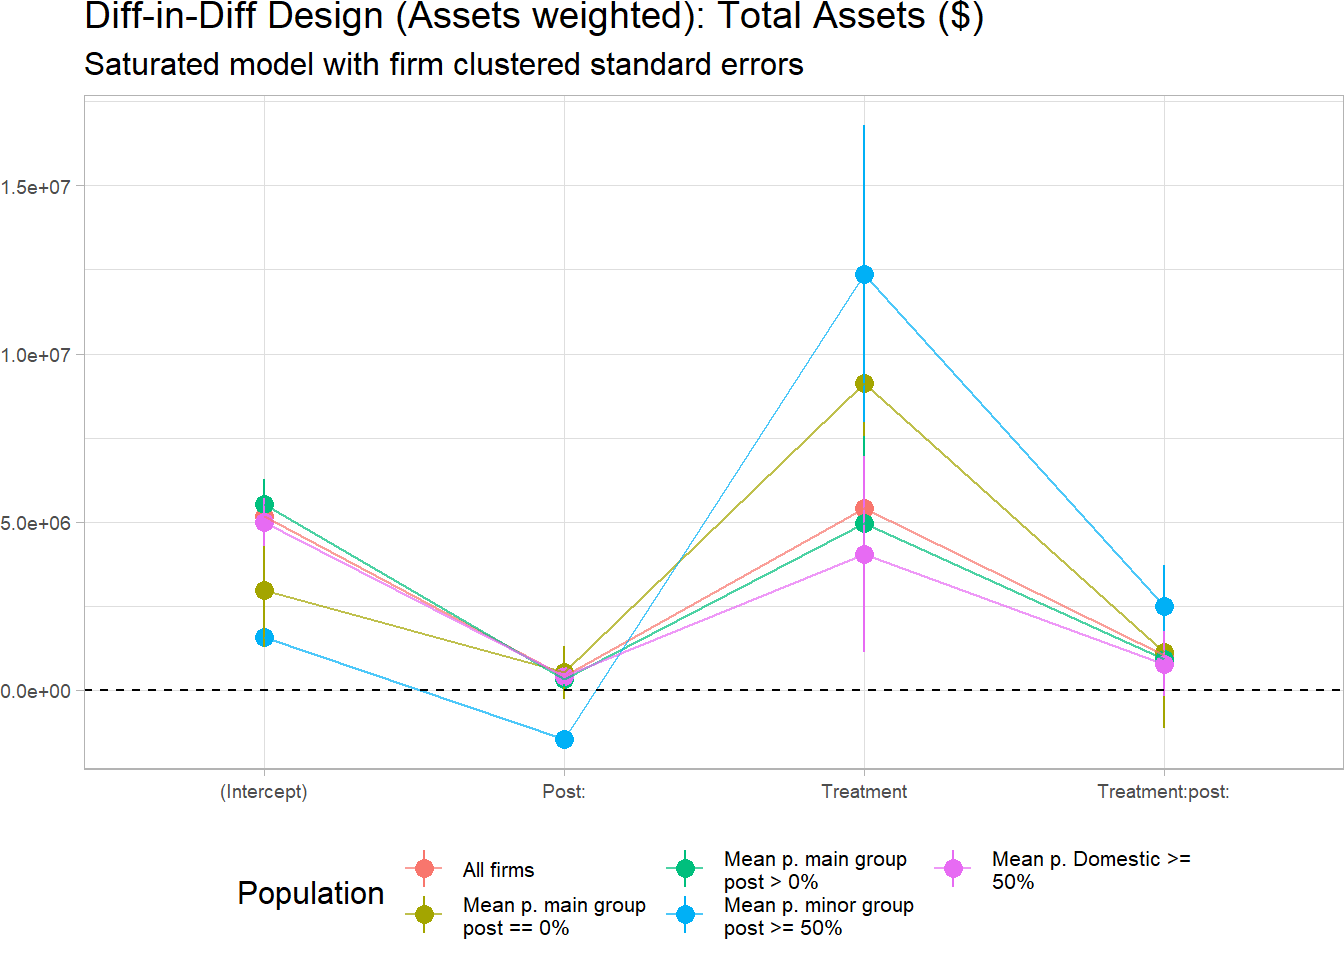 Diff-in-Diff Design (Assets weighted): Total Assets ($)
Saturated model with firm clustered standard errors
1.5e+07
1.0e+07
5.0e+06
0.0e+00
(Intercept)
Post:
Treatment
Treatment:post:
Population
All firms
Mean p. main group
post == 0%
Mean p. main group
post > 0%
Mean p. minor group
post >= 50%
Mean p. Domestic >=
50%